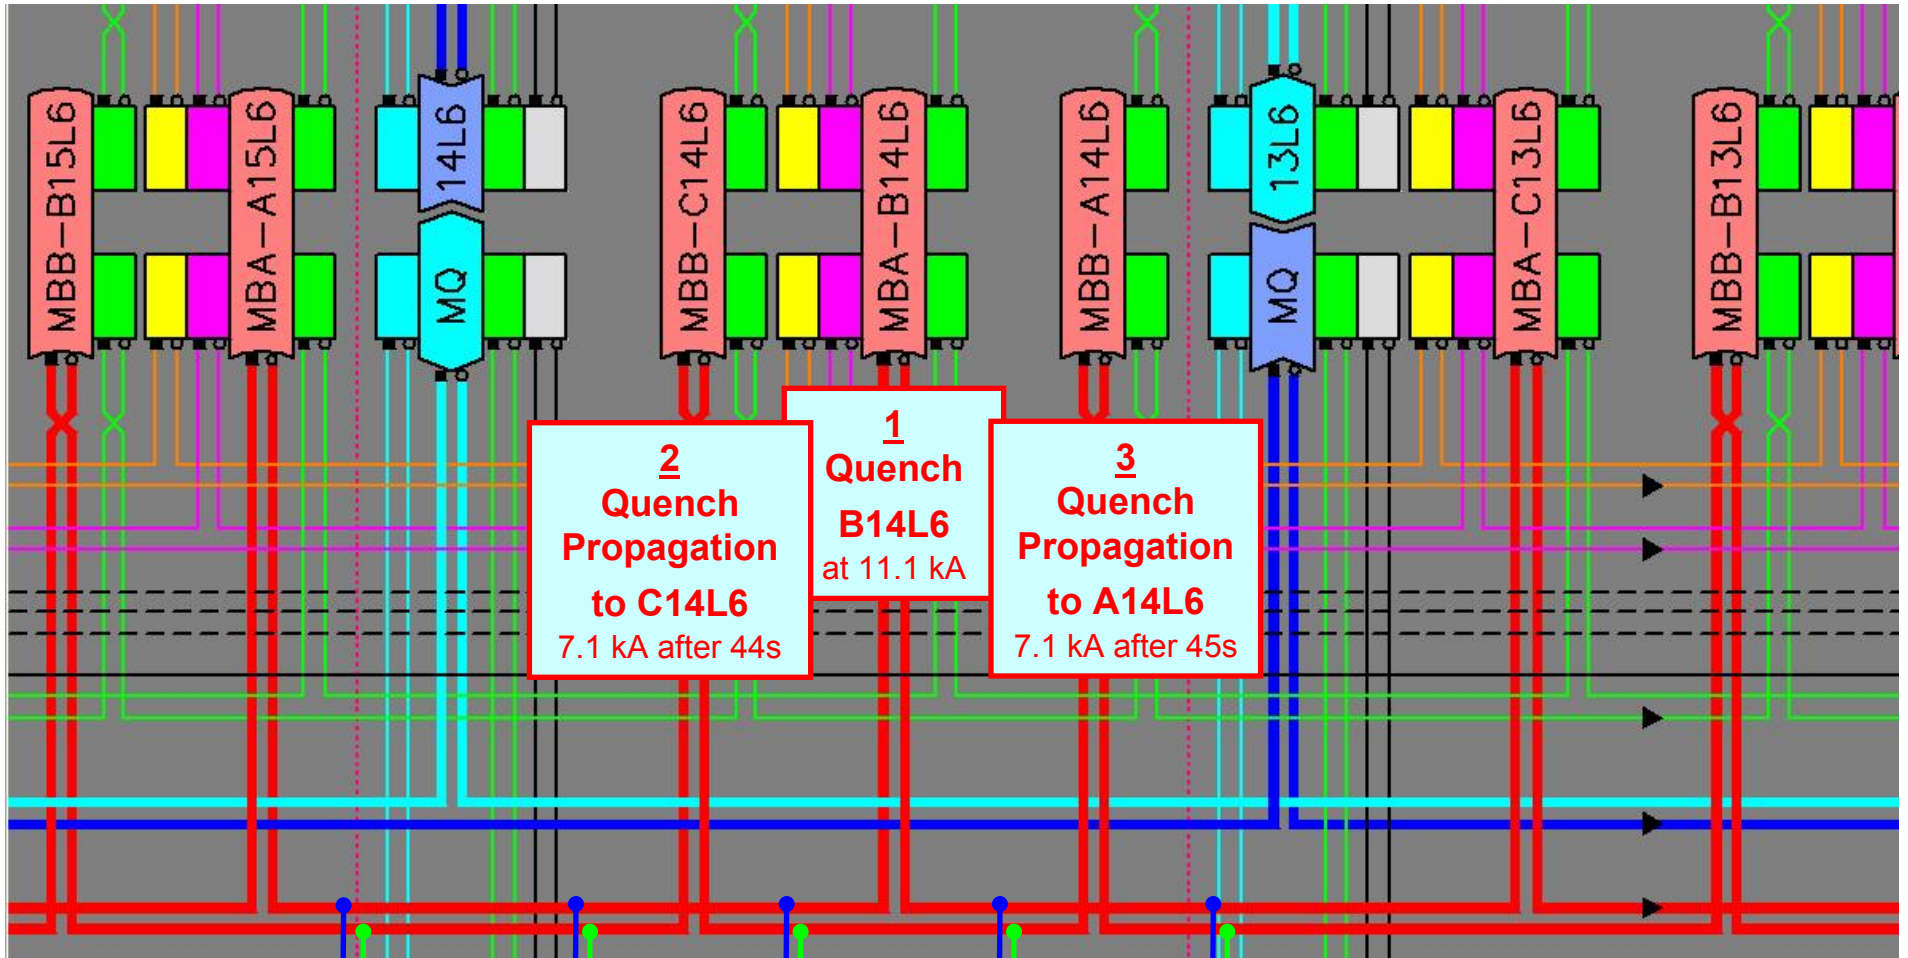 MBB-B15L6
MBA-A15L6
14L6
MQ
MBB-C14L6
MBA-B14L6
MBB-A14L6
13L6
MQ
MBA-C13L6
MBB-B13L6
1
Quench
B14L6
at 11.1 kA
2
Quench
Propagation
to C14L6
7.1 kA after 44s
3
Quench
Propagation
to A14L6
7.1 kA after 45s